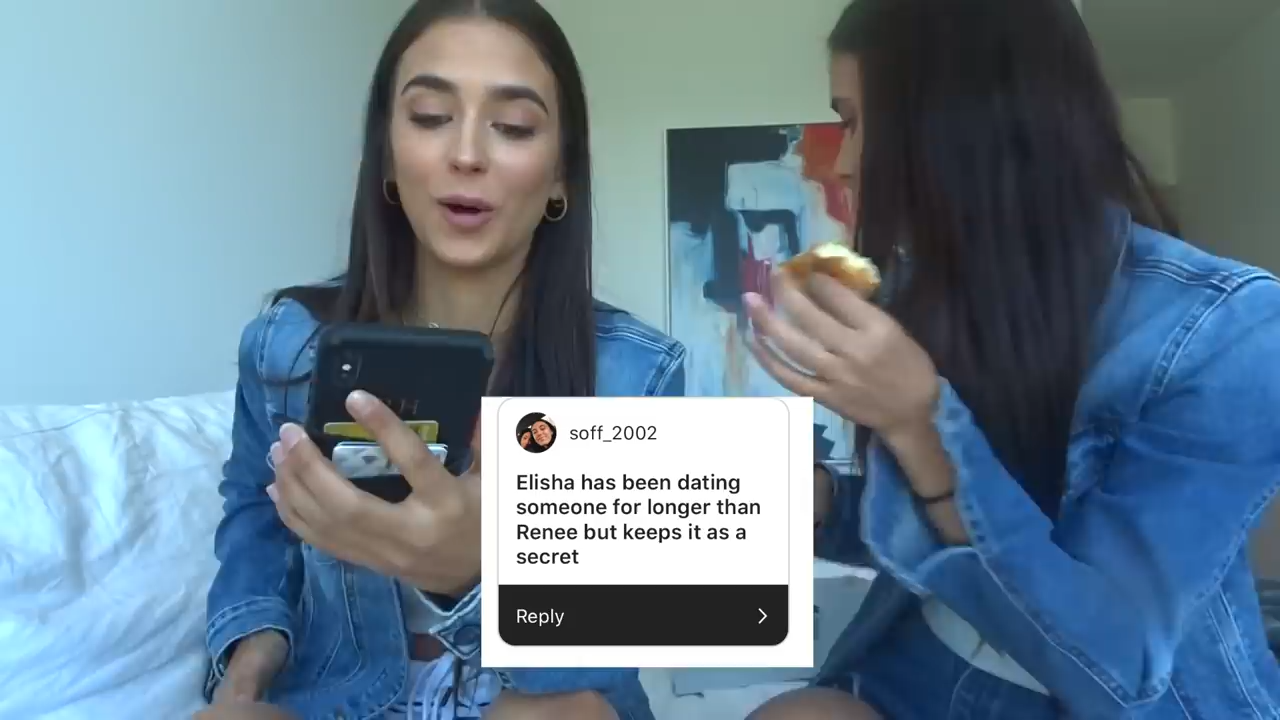 soff_2002
Elisha has been dating
someone for longer than
Renee but keeps it as a
secret
Reply